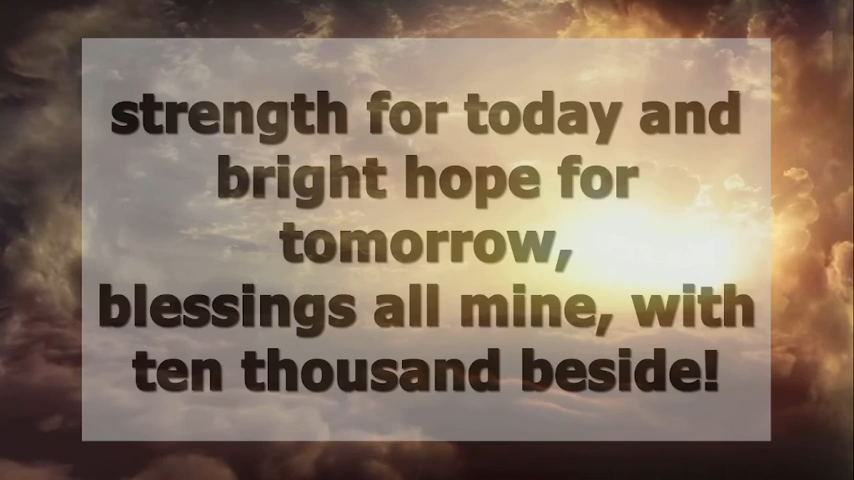 strength for today and
bright hope for
tomorrow,
blessings all mine, with
ten thousand beside!